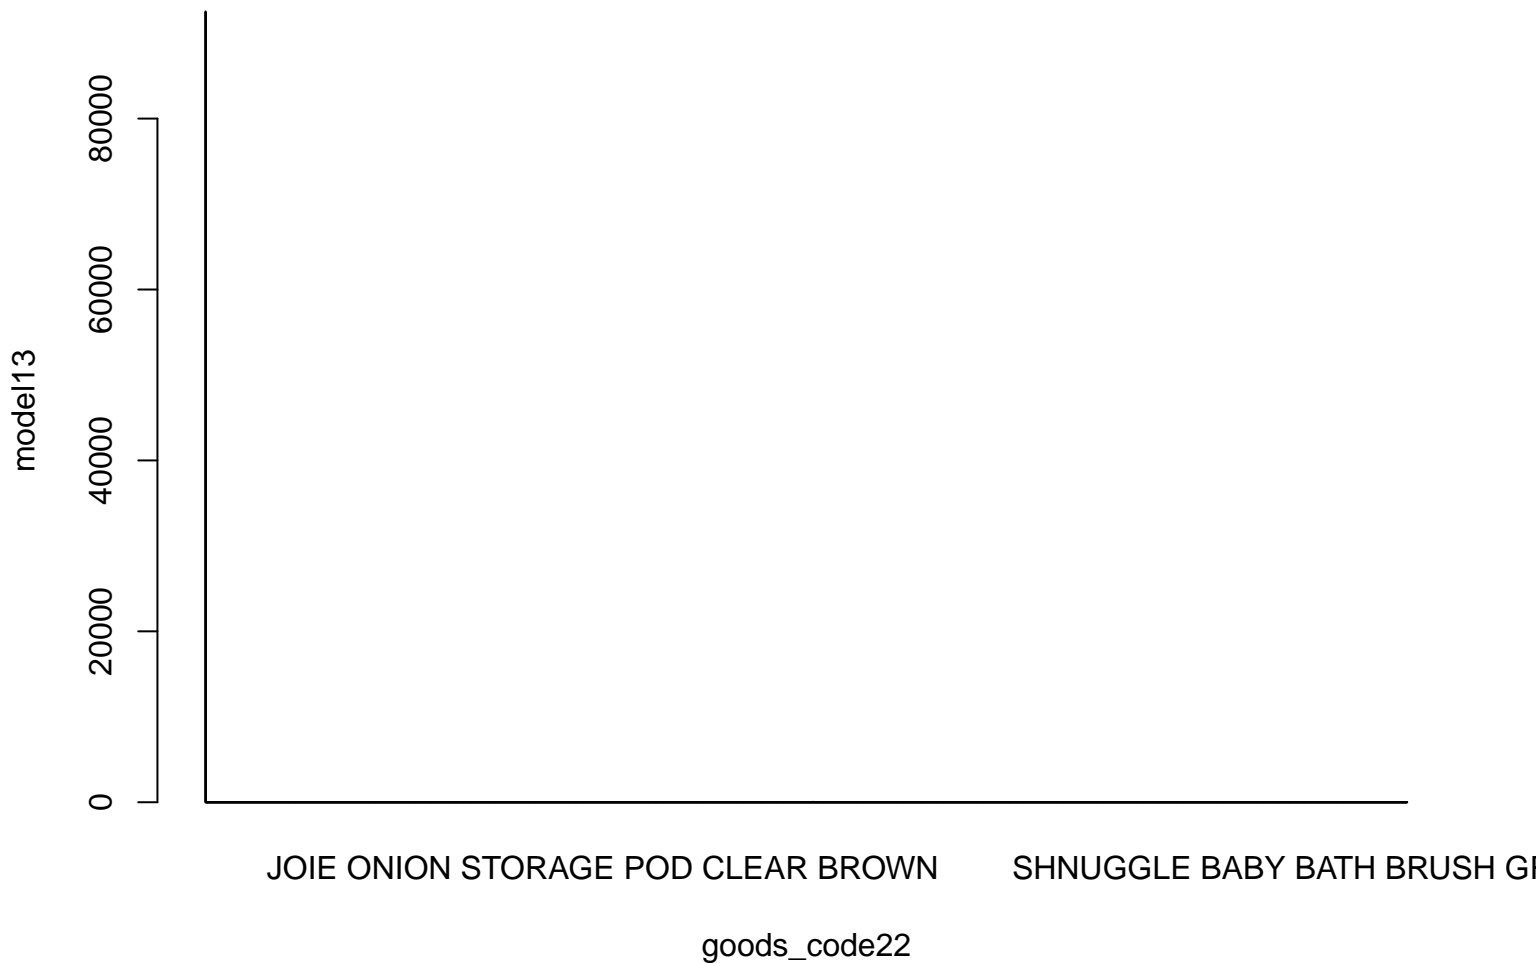 80000
60000
40000
20000
0
model13
JOIE ONION STORAGE POD CLEAR BROWN
SHNUGGLE BABY BATH BRUSH
goods_code22